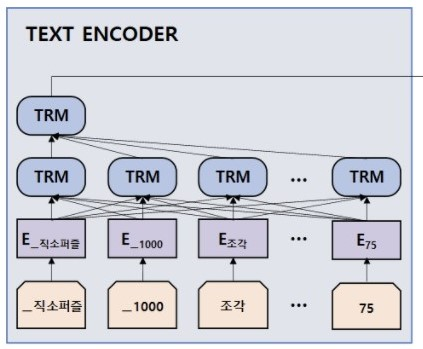 TEXT ENCODER
TRM
TRM TRM TRM ... TRM
E_직소퍼즐 E_1000 E조각 ... E75
_직소퍼즐 _1000 조각 ... 75